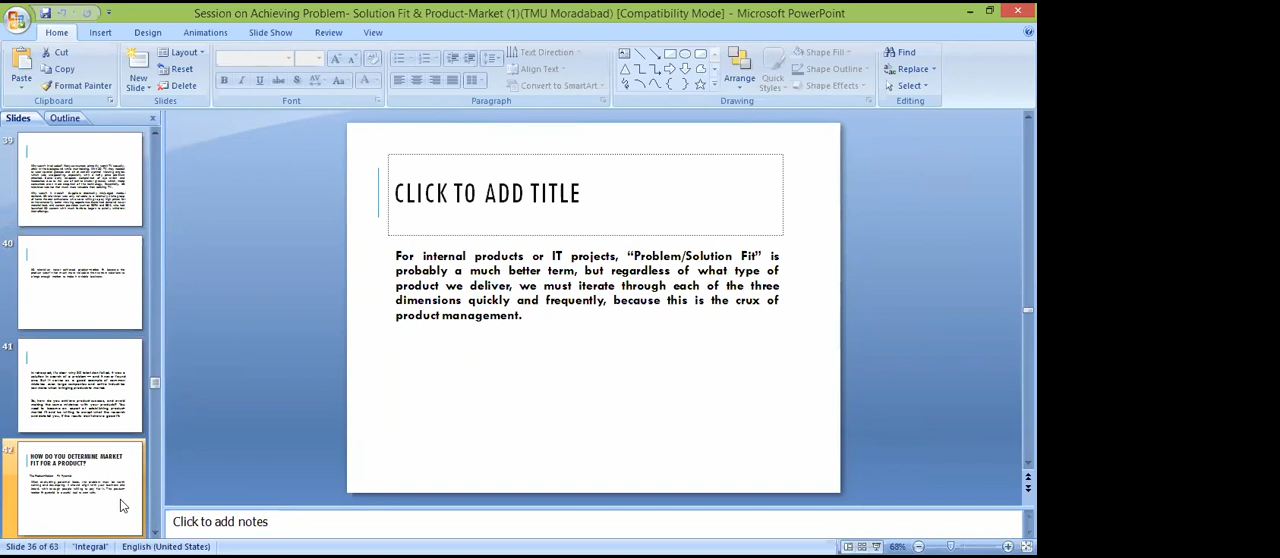 Session on Achieving Problem- Solution Fit & Product-Market (1)(TMU Moradabad) [Compatibility Mode] - Microsoft PowerPoint
Home Insert Design Animations Slide Show Review View
Cut Layout Text Direction Shape Fill Find
Copy Reset Align Text Shape Outline Replace
Paste Format Painter New Slide Delete Convert to SmartArt Arrange Quick Styles Shape Effects Select
Clipboard Slides Font Paragraph Drawing Editing
Slides Outline
39
40
41
42
HOW DO YOU DETERMINE MARKET
FIT FOR A PRODUCT?
CLICK TO ADD TITLE
For internal products or IT projects, “Problem/Solution Fit” is
probably a much better term, but regardless of what type of
product we deliver, we must iterate through each of the three
dimensions quickly and frequently, because this is the crux of
product management.
Click to add notes
Slide 36 of 63 "Integral" English (United States) 68%